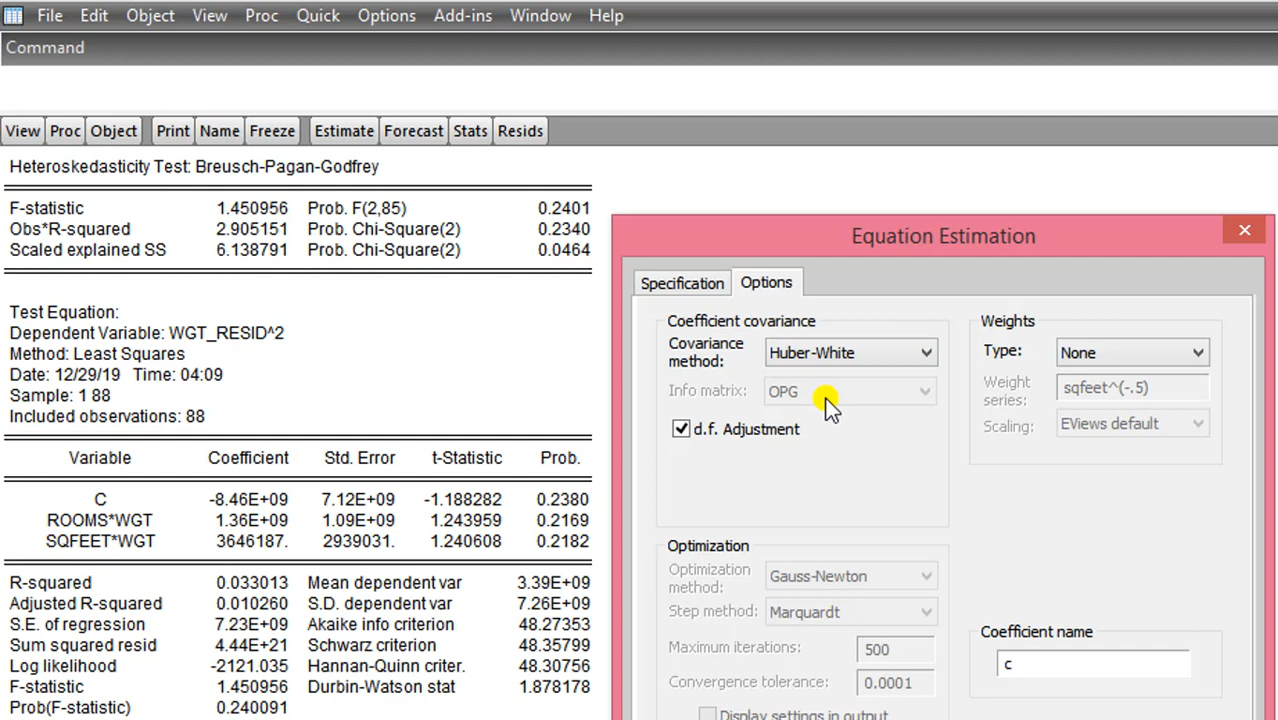 File Edit Object View Proc Quick Options Add-ins Window Help
Command
View Proc Object Print Name Freeze Estimate Forecast Stats Resids
Heteroskedasticity Test: Breusch-Pagan-Godfrey
F-statistic 1.450956 Prob. F(2,85) 0.2401
Obs*R-squared 2.905151 Prob. Chi-Square(2) 0.2340
Scaled explained SS 6.138791 Prob. Chi-Square(2) 0.0464
Test Equation:
Dependent Variable: WGT_RESID^2
Method: Least Squares
Date: 12/29/19 Time: 04:09
Sample: 1 88
Included observations: 88
Variable Coefficient Std. Error t-Statistic Prob.
C -8.46E+09 7.12E+09 -1.188282 0.2380
ROOMS*WGT 1.36E+09 1.09E+09 1.243959 0.2169
SQFEET*WGT 3646187. 2939031. 1.240608 0.2182
R-squared 0.033013 Mean dependent var 3.39E+09
Adjusted R-squared 0.010260 S.D. dependent var 7.26E+09
S.E. of regression 7.23E+09 Akaike info criterion 48.27353
Sum squared resid 4.44E+21 Schwarz criterion 48.35799
Log likelihood -2121.035 Hannan-Quinn criter. 48.30756
F-statistic 1.450956 Durbin-Watson stat 1.878178
Prob(F-statistic) 0.240091
Equation Estimation
Specification Options
Coefficient covariance
Covariance method: Huber-White
Info matrix: OPG
d.f. Adjustment
Weights
Type: None
Weight series: sqfeet^(-.5)
Scaling: EViews default
Optimization
Optimization method: Gauss-Newton
Step method: Marquardt
Maximum iterations: 500
Convergence tolerance: 0.0001
Display settings in output
Coefficient name
c